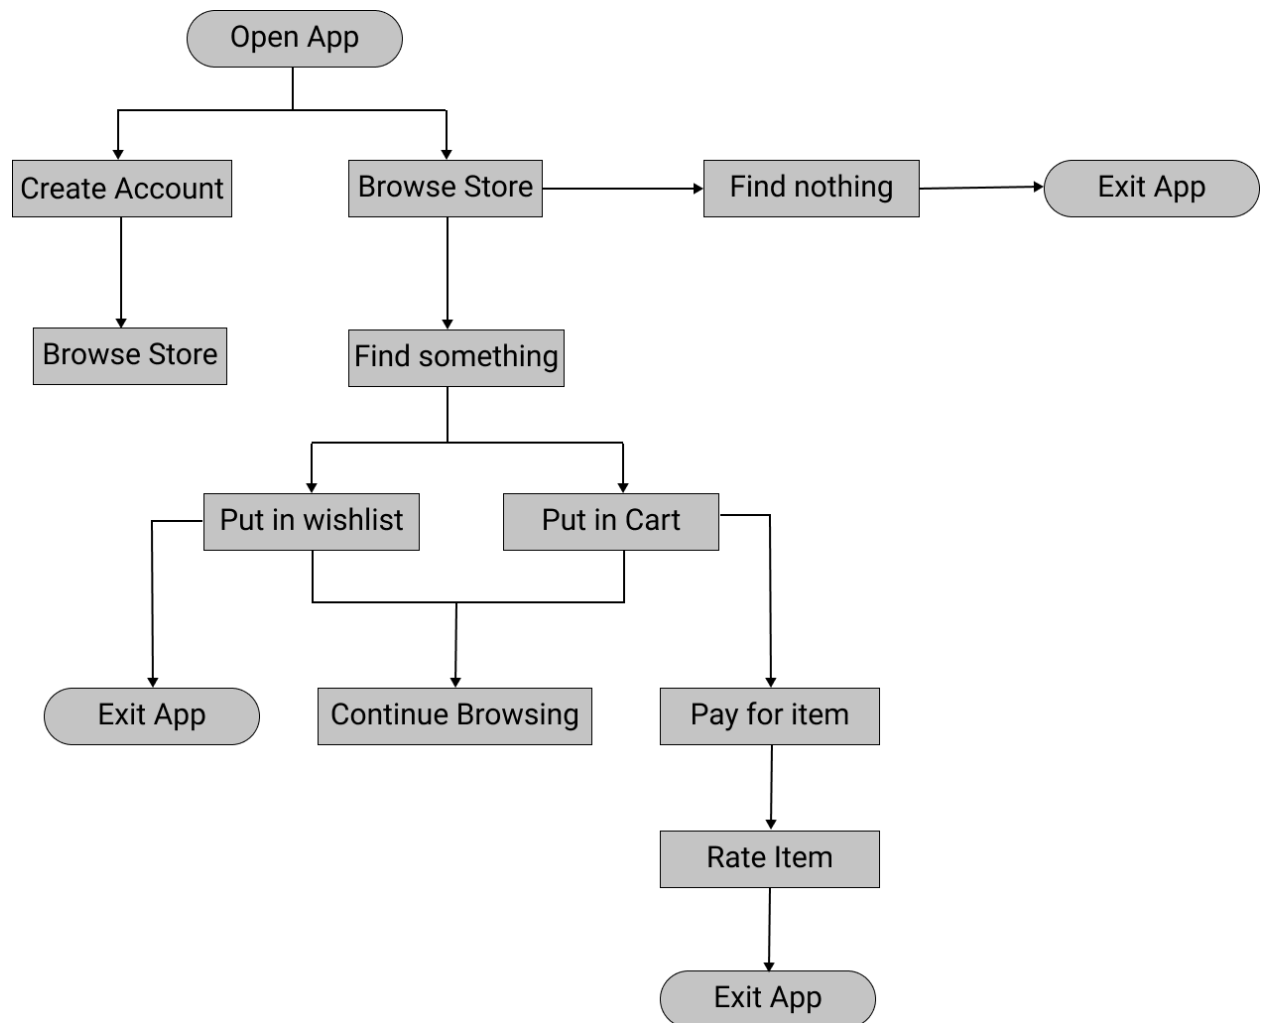 Open App
Create Account
Browse Store
Find nothing
Exit App
Browse Store
Find something
Put in wishlist
Put in Cart
Exit App
Continue Browsing
Pay for item
Rate Item
Exit App